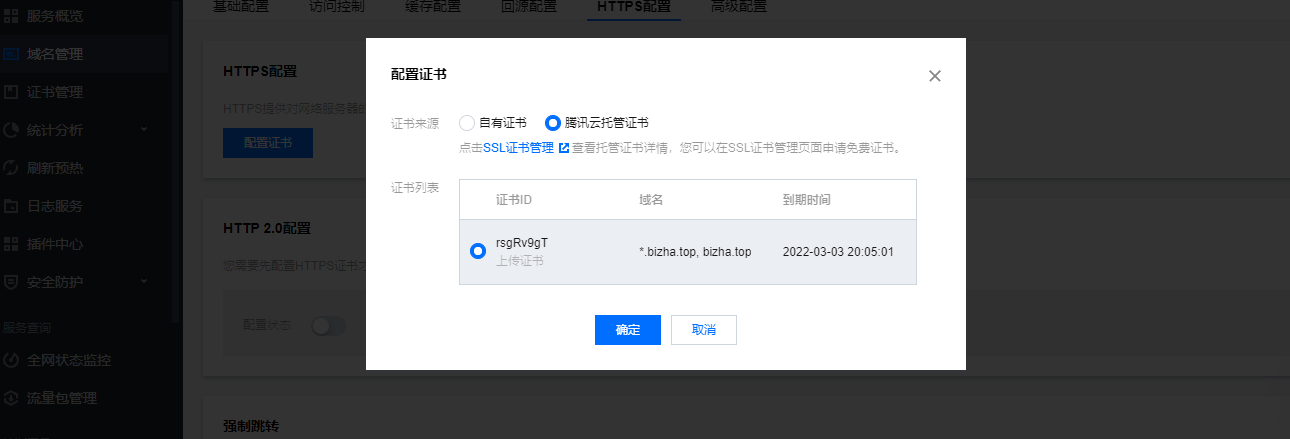 服务概览
域名管理
证书管理
统计分析
刷新预热
日志服务
插件中心
安全防护
服务查询
全网状态监控
流量包管理
基础配置 访问控制 缓存配置 回源配置 HTTPS配置 高级配置
HTTPS配置
HTTPS提供对网络服务器的
配置证书
HTTP 2.0配置
您需要先配置HTTPS证书才
配置状态
强制跳转
配置证书
证书来源 自有证书 腾讯云托管证书
点击SSL证书管理 查看托管证书详情，您可以在SSL证书管理页面申请免费证书。
证书列表
证书ID 域名 到期时间
rsgRv9gT *.bizha.top, bizha.top 2022-03-03 20:05:01
上传证书
确定 取消